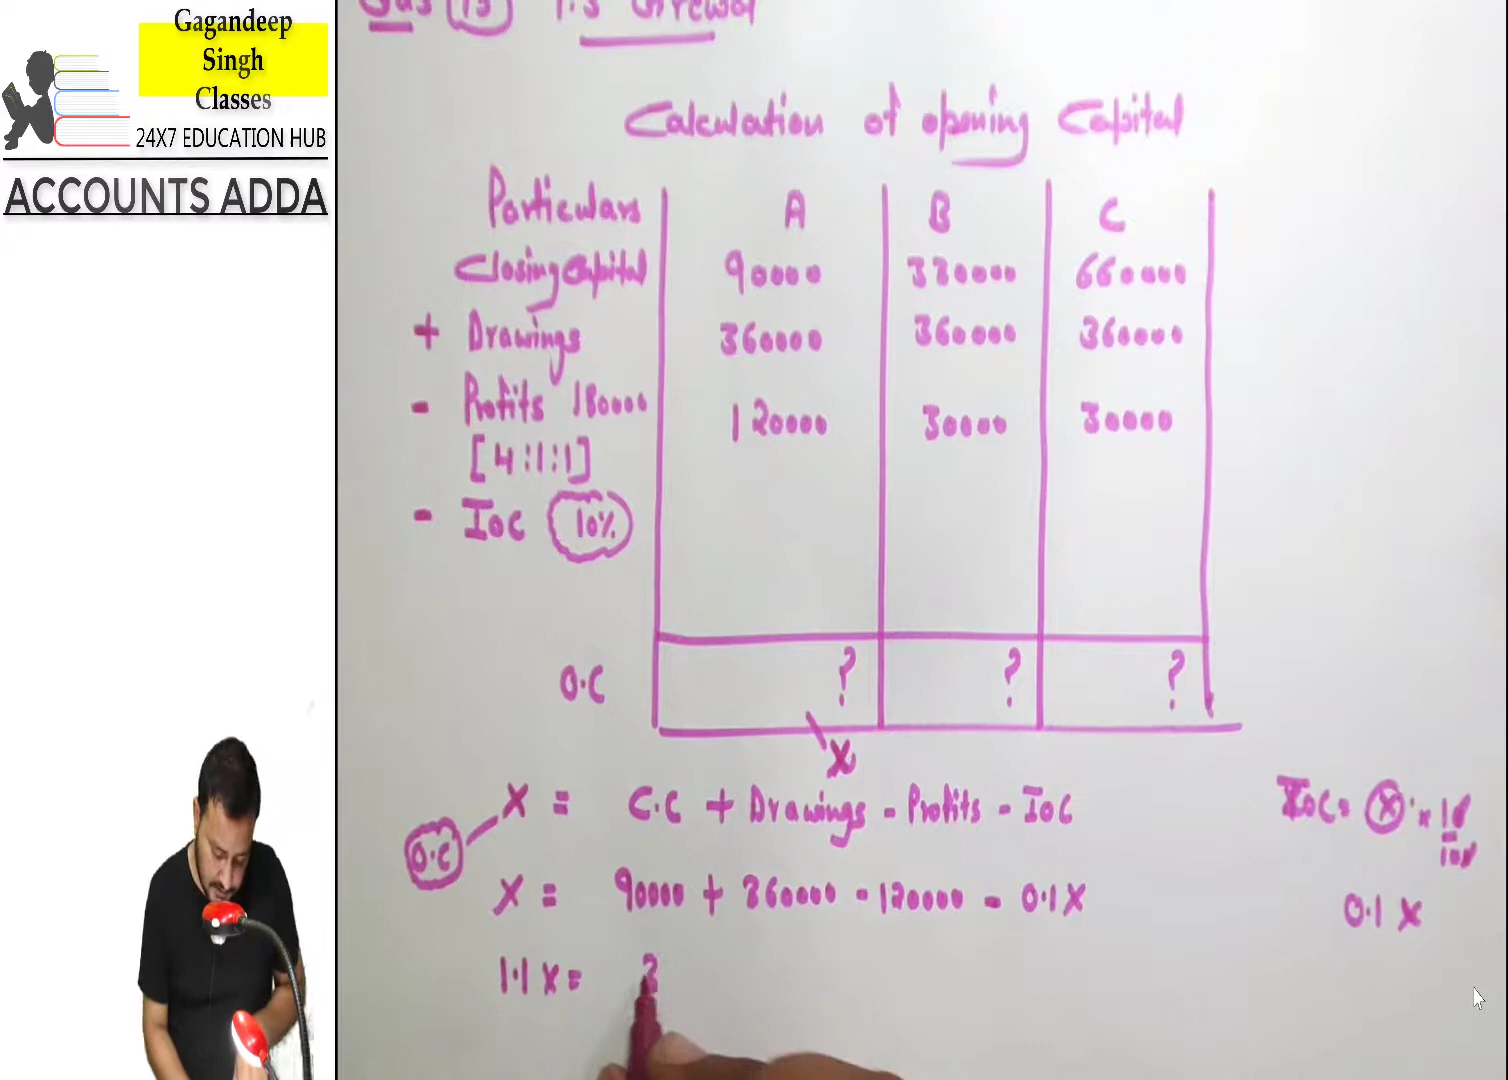 Gagandeep
Singh
Classes
24X7 EDUCATION HUB
ACCOUNTS ADDA
Calculation of opening Capital
Particulars A B C
Closing Capital 90000 330000 660000
+ Drawings 360000 360000 360000
- Profits 180000 120000 30000 30000
[4:1:1]
- IOC 10%
O.C ? ? ?
X
O.C X = C.C + Drawings - Profits - IOC
IOC = X × 10/100
X = 90000 + 360000 - 120000 - 0.1X
0.1 X
1.1 X = 3